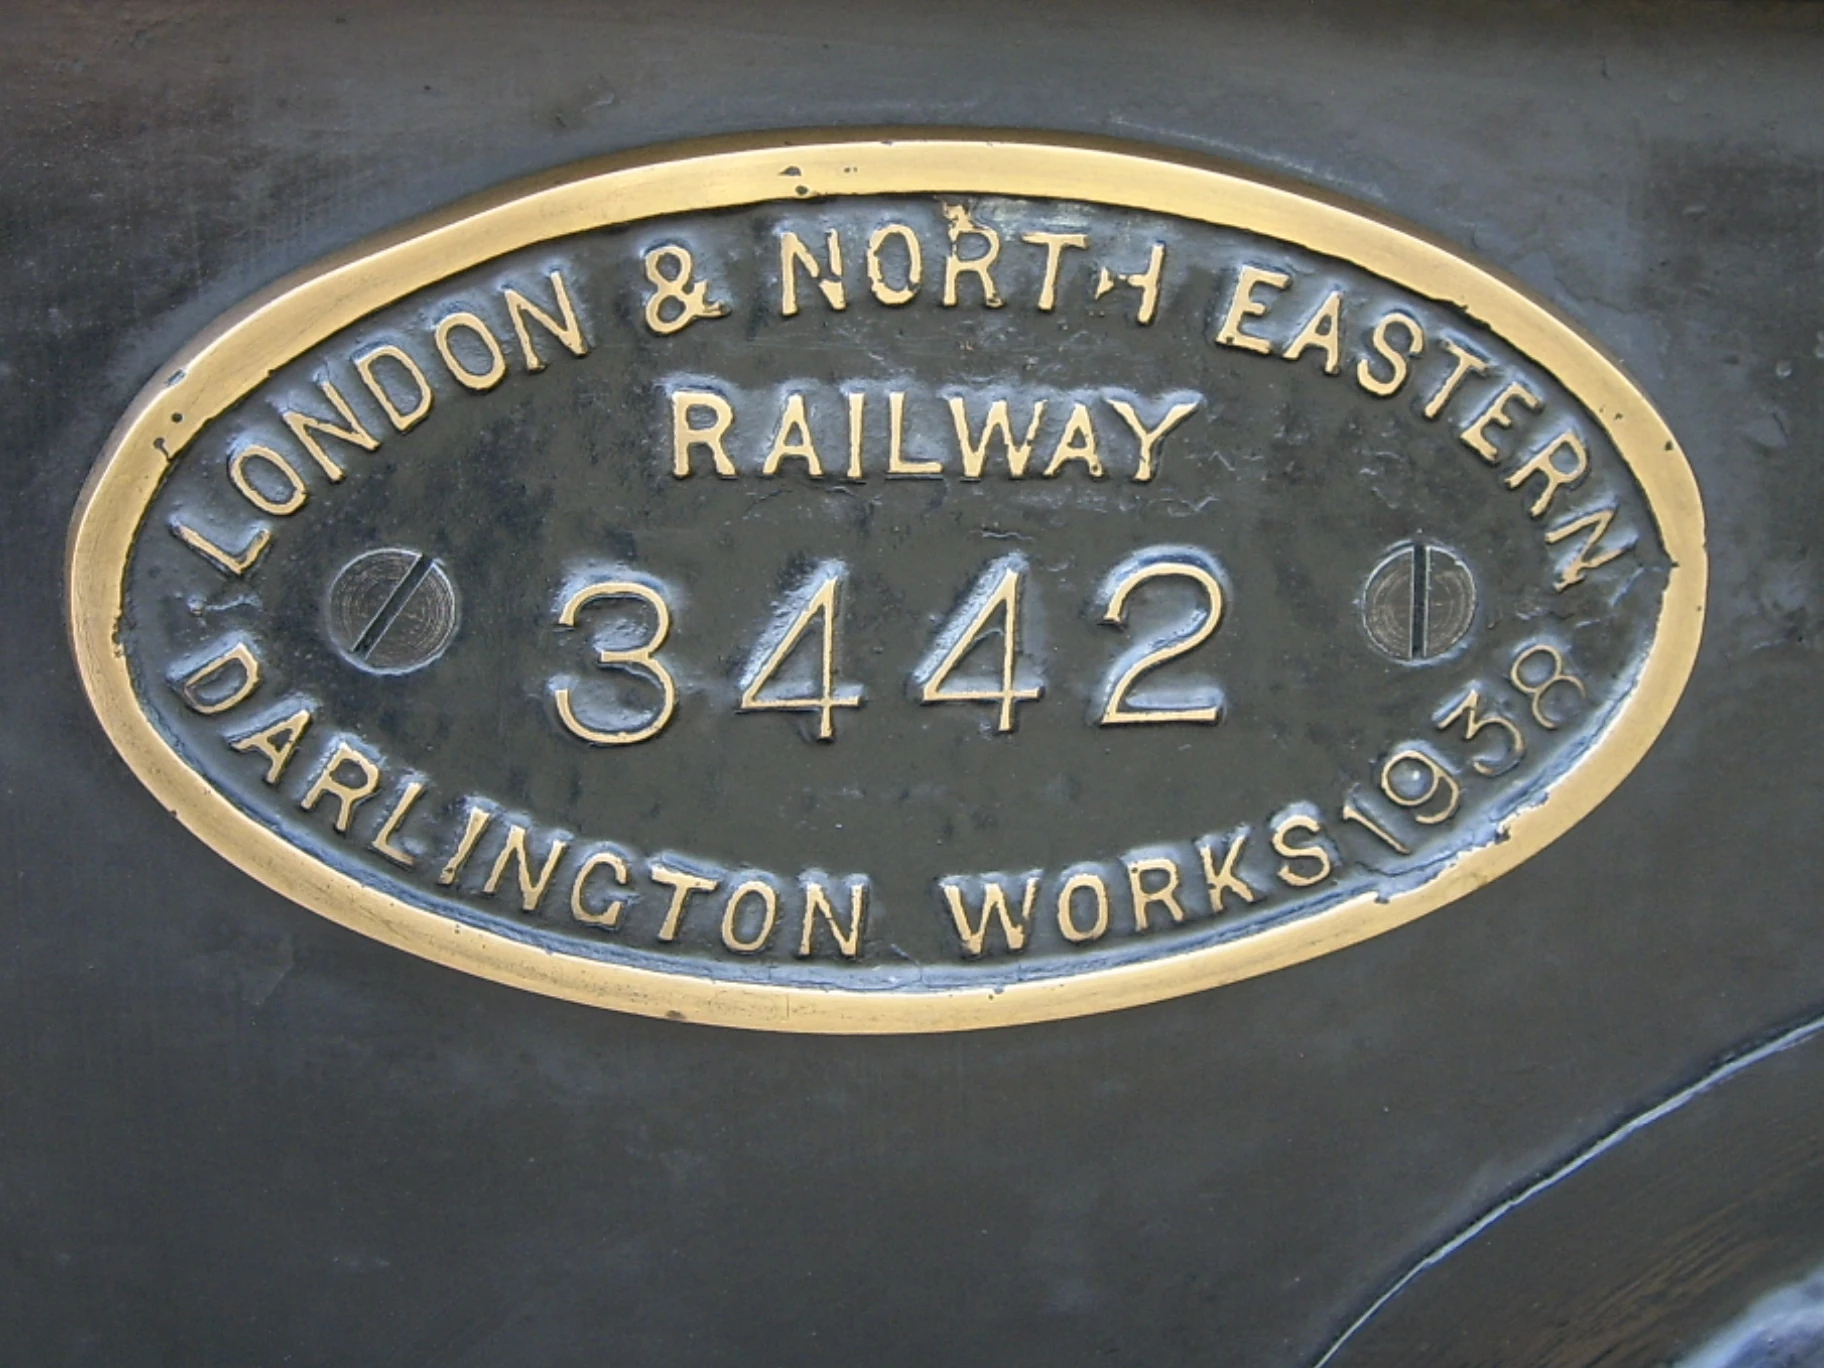 LONDON & NORTH EASTERN
RAILWAY
3442
DARLINGTON WORKS 1938